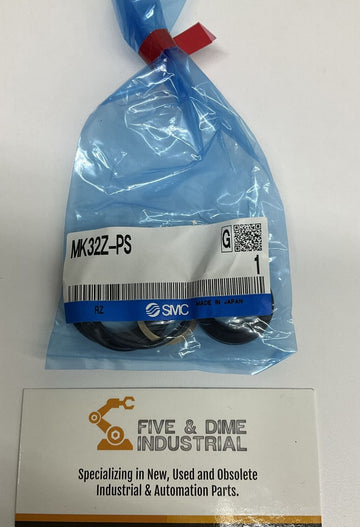 MK32Z-PS
G
1
RZ
SMC
MADE IN JAPAN
FIVE & DIME
INDUSTRIAL
Specializing in New, Used and Obsolete
Industrial & Automation Parts.